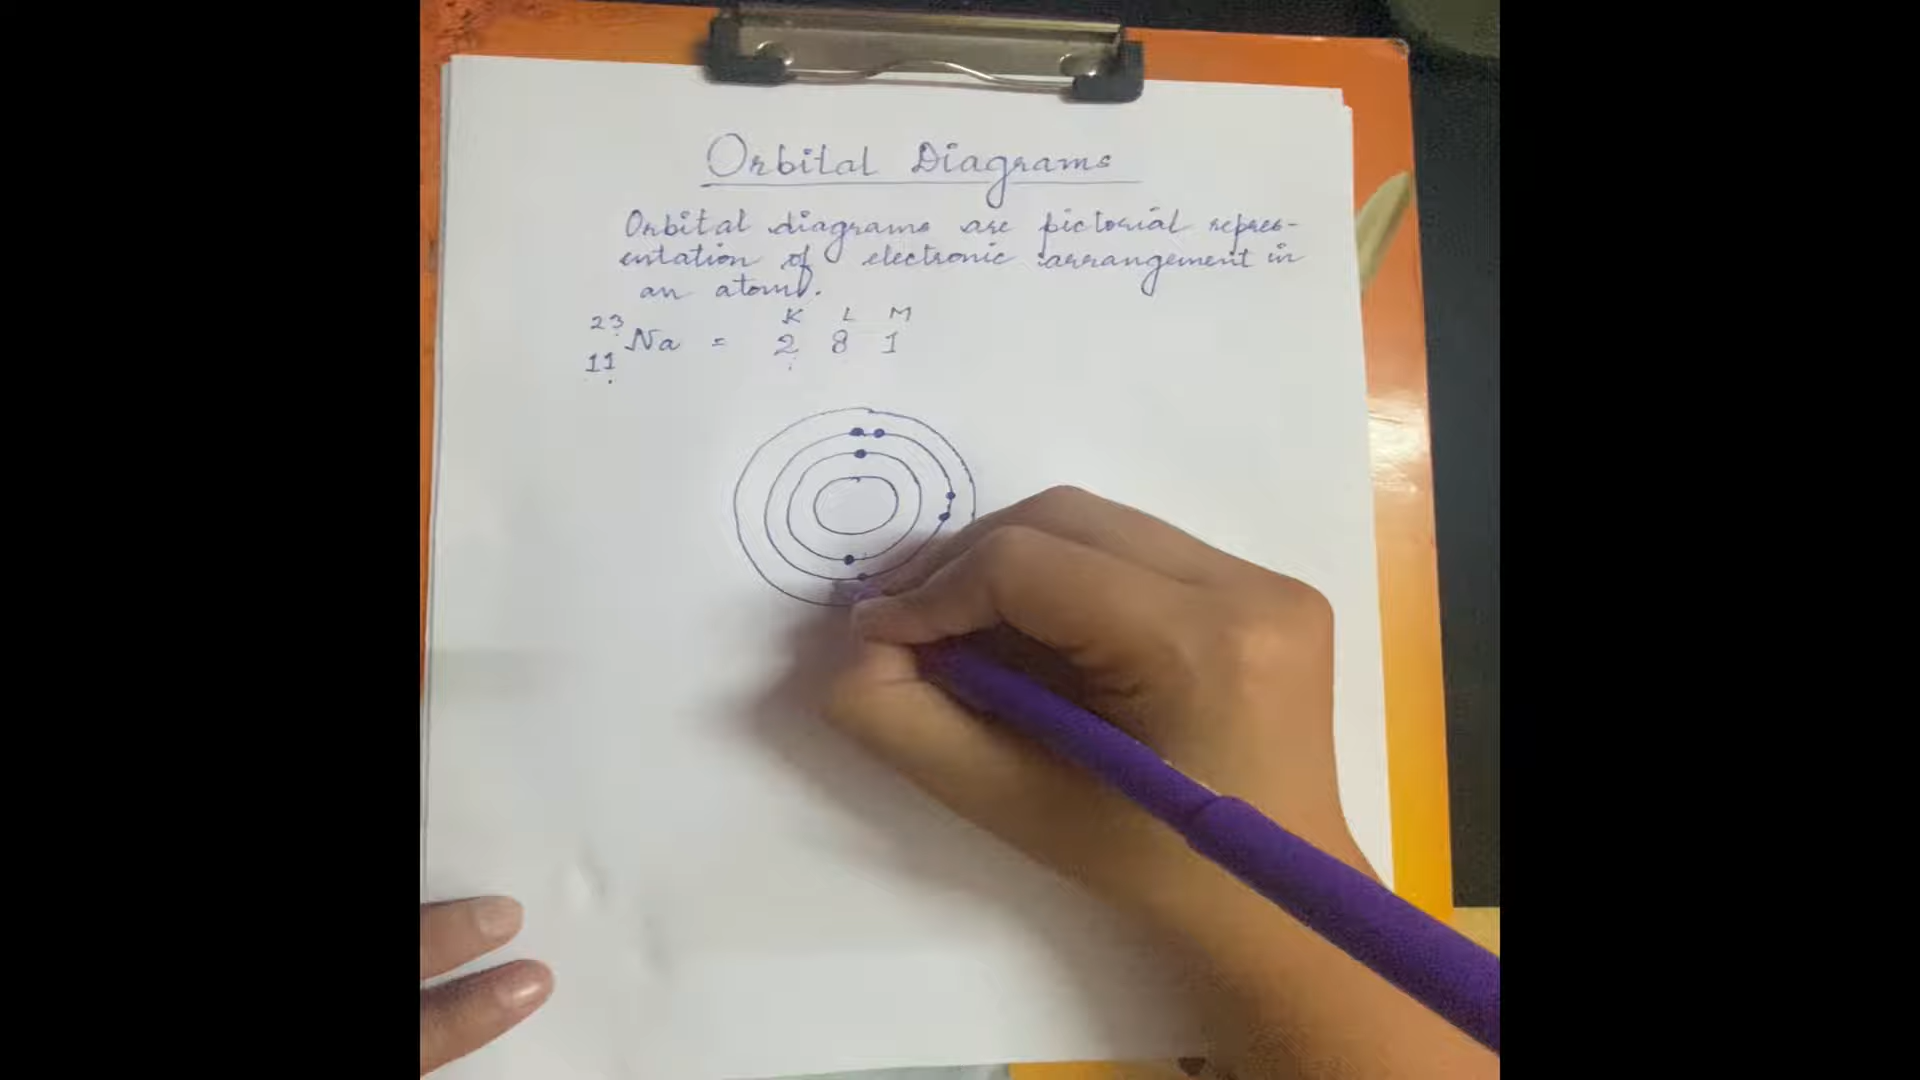 Orbital Diagrams
Orbital diagrams are pictorial repres-
entation of electronic arrangement in
an atom.
K L M
23
Na = 2 8 1
11